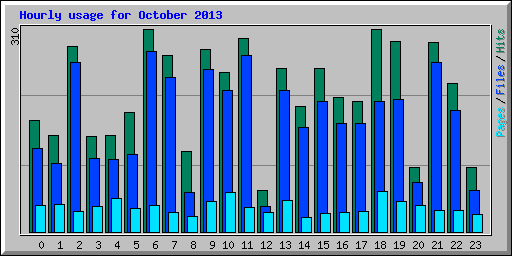 Hourly usage for October 2013
310
Pages/Files/Hits
0 1 2 3 4 5 6 7 8 9 10 11 12 13 14 15 16 17 18 19 20 21 22 23